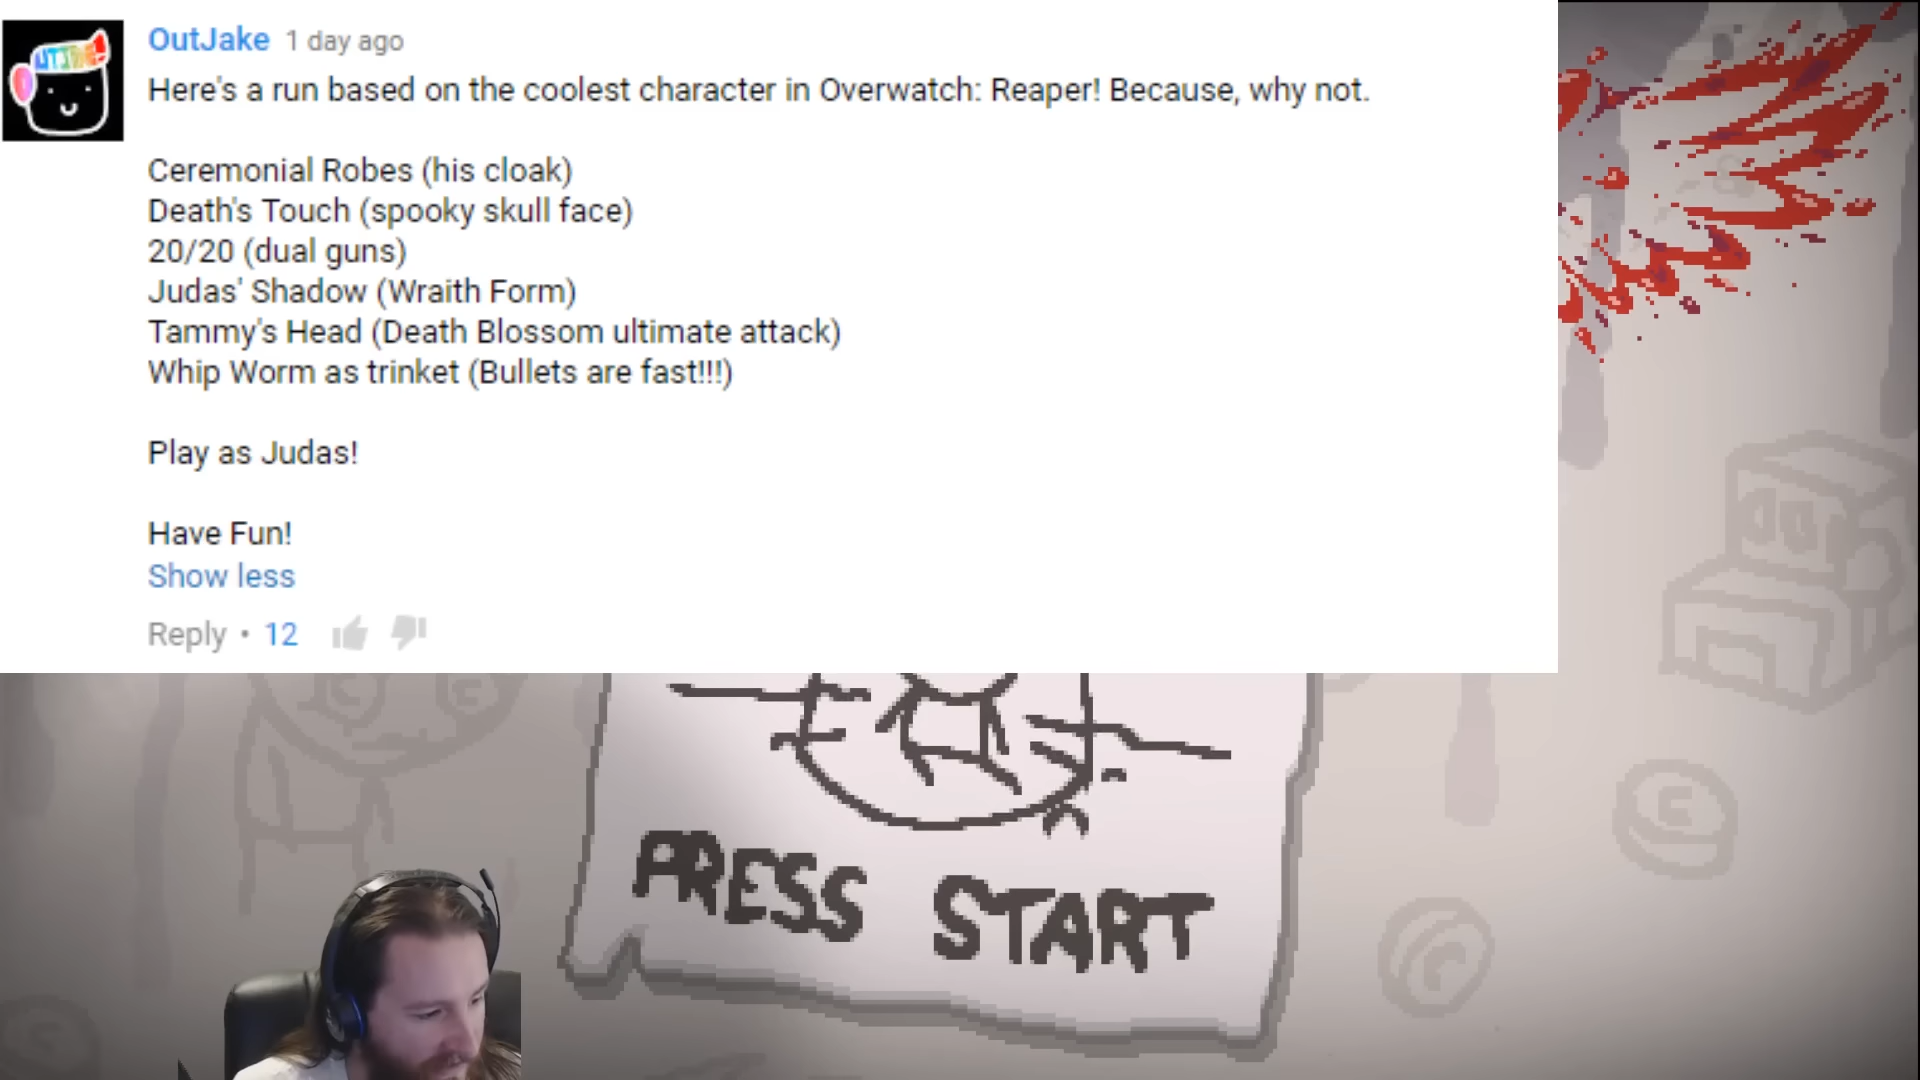 OutJake 1 day ago
Here's a run based on the coolest character in Overwatch: Reaper! Because, why not.
Ceremonial Robes (his cloak)
Death's Touch (spooky skull face)
20/20 (dual guns)
Judas' Shadow (Wraith Form)
Tammy's Head (Death Blossom ultimate attack)
Whip Worm as trinket (Bullets are fast!!!)
Play as Judas!
Have Fun!
Show less
Reply • 12
PRESS START